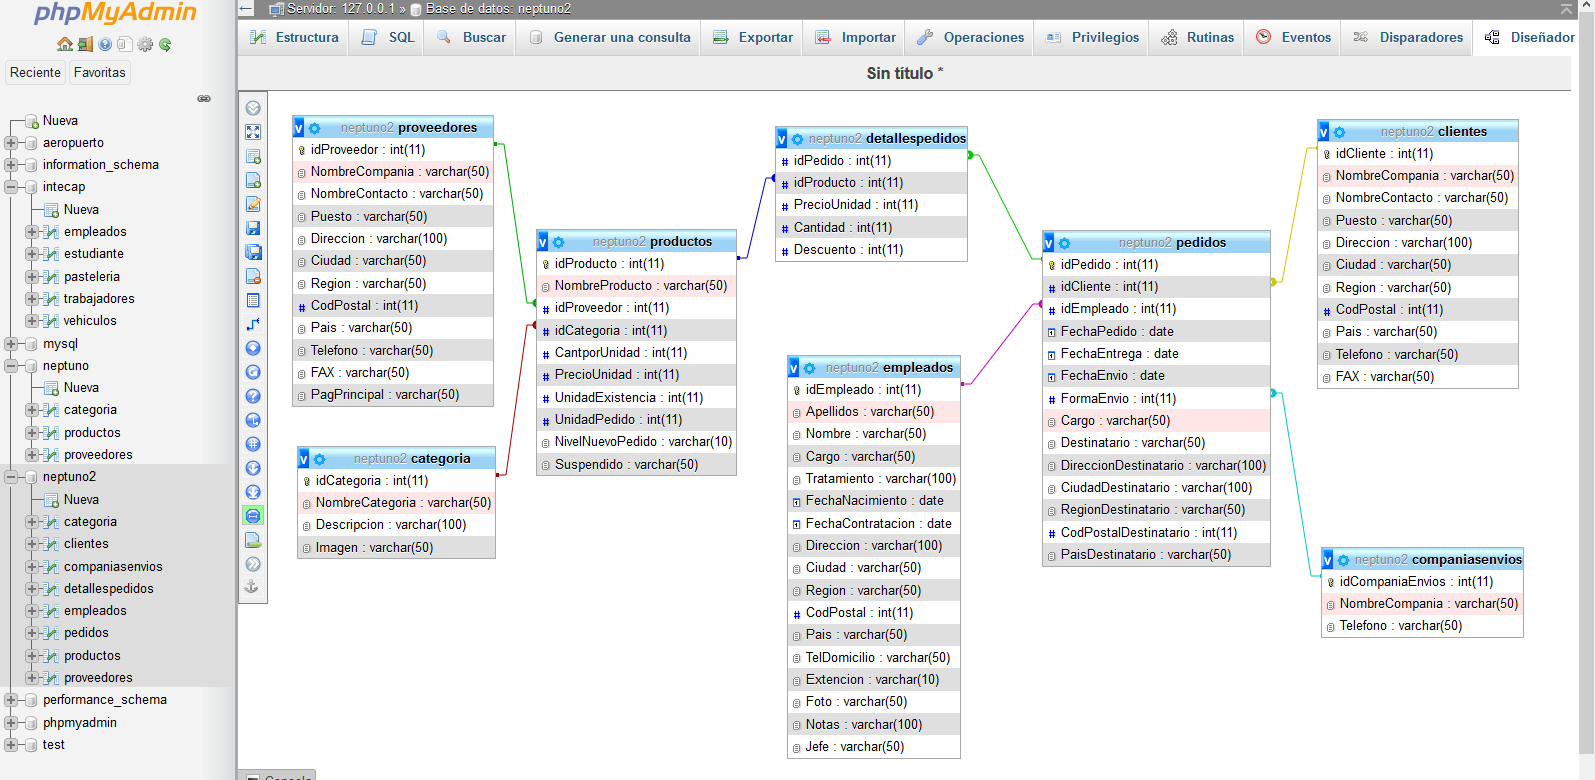 phpMyAdmin
Reciente
Favoritas
Nueva
aeropuerto
information_schema
intecap
Nueva
empleados
estudiante
pasteleria
trabajadores
vehiculos
mysql
neptuno
Nueva
categoria
productos
proveedores
neptuno2
Nueva
categoria
clientes
companiasenvios
detallespedidos
empleados
pedidos
productos
proveedores
performance_schema
phpmyadmin
test
Servidor: 127.0.0.1 » Base de datos: neptuno2
Estructura
SQL
Buscar
Generar una consulta
Exportar
Importar
Operaciones
Privilegios
Rutinas
Eventos
Disparadores
Diseñador
Sin título *
v neptuno2 proveedores
idProveedor : int(11)
NombreCompania : varchar(50)
NombreContacto : varchar(50)
Puesto : varchar(50)
Direccion : varchar(100)
Ciudad : varchar(50)
Region : varchar(50)
# CodPostal : int(11)
Pais : varchar(50)
Telefono : varchar(50)
FAX : varchar(50)
PagPrincipal : varchar(50)
v neptuno2 categoria
idCategoria : int(11)
NombreCategoria : varchar(50)
Descripcion : varchar(100)
Imagen : varchar(50)
v neptuno2 productos
idProducto : int(11)
NombreProducto : varchar(50)
# idProveedor : int(11)
# idCategoria : int(11)
# CantporUnidad : int(11)
# PrecioUnidad : int(11)
# UnidadExistencia : int(11)
# UnidadPedido : int(11)
NivelNuevoPedido : varchar(10)
Suspendido : varchar(50)
v neptuno2 detallespedidos
# idPedido : int(11)
# idProducto : int(11)
# PrecioUnidad : int(11)
# Cantidad : int(11)
# Descuento : int(11)
v neptuno2 empleados
idEmpleado : int(11)
Apellidos : varchar(50)
Nombre : varchar(50)
Cargo : varchar(50)
Tratamiento : varchar(100)
FechaNacimiento : date
FechaContratacion : date
Direccion : varchar(100)
Ciudad : varchar(50)
Region : varchar(50)
# CodPostal : int(11)
Pais : varchar(50)
TelDomicilio : varchar(50)
Extencion : varchar(10)
Foto : varchar(50)
Notas : varchar(100)
Jefe : varchar(50)
v neptuno2 pedidos
idPedido : int(11)
# idCliente : int(11)
# idEmpleado : int(11)
FechaPedido : date
FechaEntrega : date
FechaEnvio : date
# FormaEnvio : int(11)
Cargo : varchar(50)
Destinatario : varchar(50)
DireccionDestinatario : varchar(100)
CiudadDestinatario : varchar(100)
RegionDestinatario : varchar(50)
# CodPostalDestinatario : int(11)
PaisDestinatario : varchar(50)
v neptuno2 clientes
idCliente : int(11)
NombreCompania : varchar(50)
NombreContacto : varchar(50)
Puesto : varchar(50)
Direccion : varchar(100)
Ciudad : varchar(50)
Region : varchar(50)
# CodPostal : int(11)
Pais : varchar(50)
Telefono : varchar(50)
FAX : varchar(50)
v neptuno2 companiasenvios
idCompaniaEnvios : int(11)
NombreCompania : varchar(50)
Telefono : varchar(50)